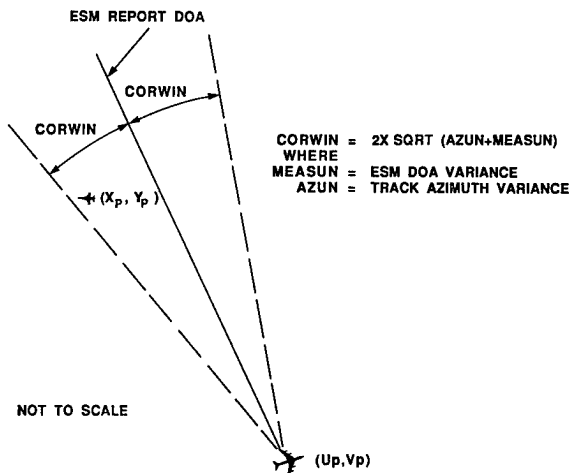 ESM REPORT DOA
CORWIN
CORWIN
CORWIN = 2X SQRT (AZUN+MEASUN)
WHERE
MEASUN = ESM DOA VARIANCE
AZUN = TRACK AZIMUTH VARIANCE
(Xp, Yp)
NOT TO SCALE
(Up,Vp)